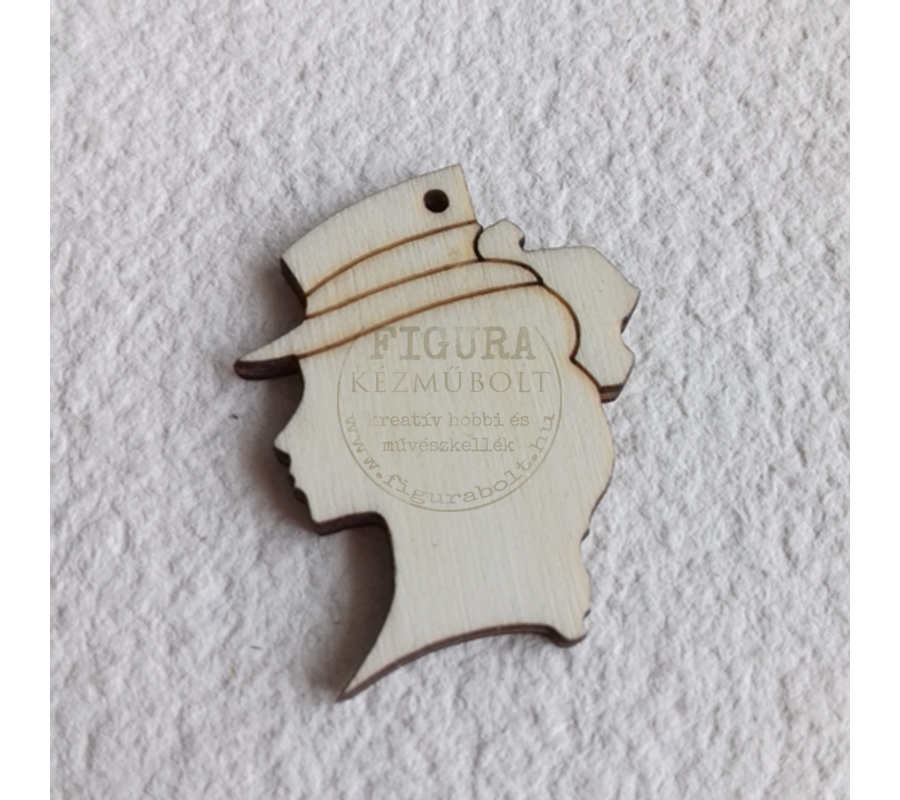 FIGURA
KÉZMŰBOLT
kreatív hobbi és
művészkellék
www.figurabolt.hu